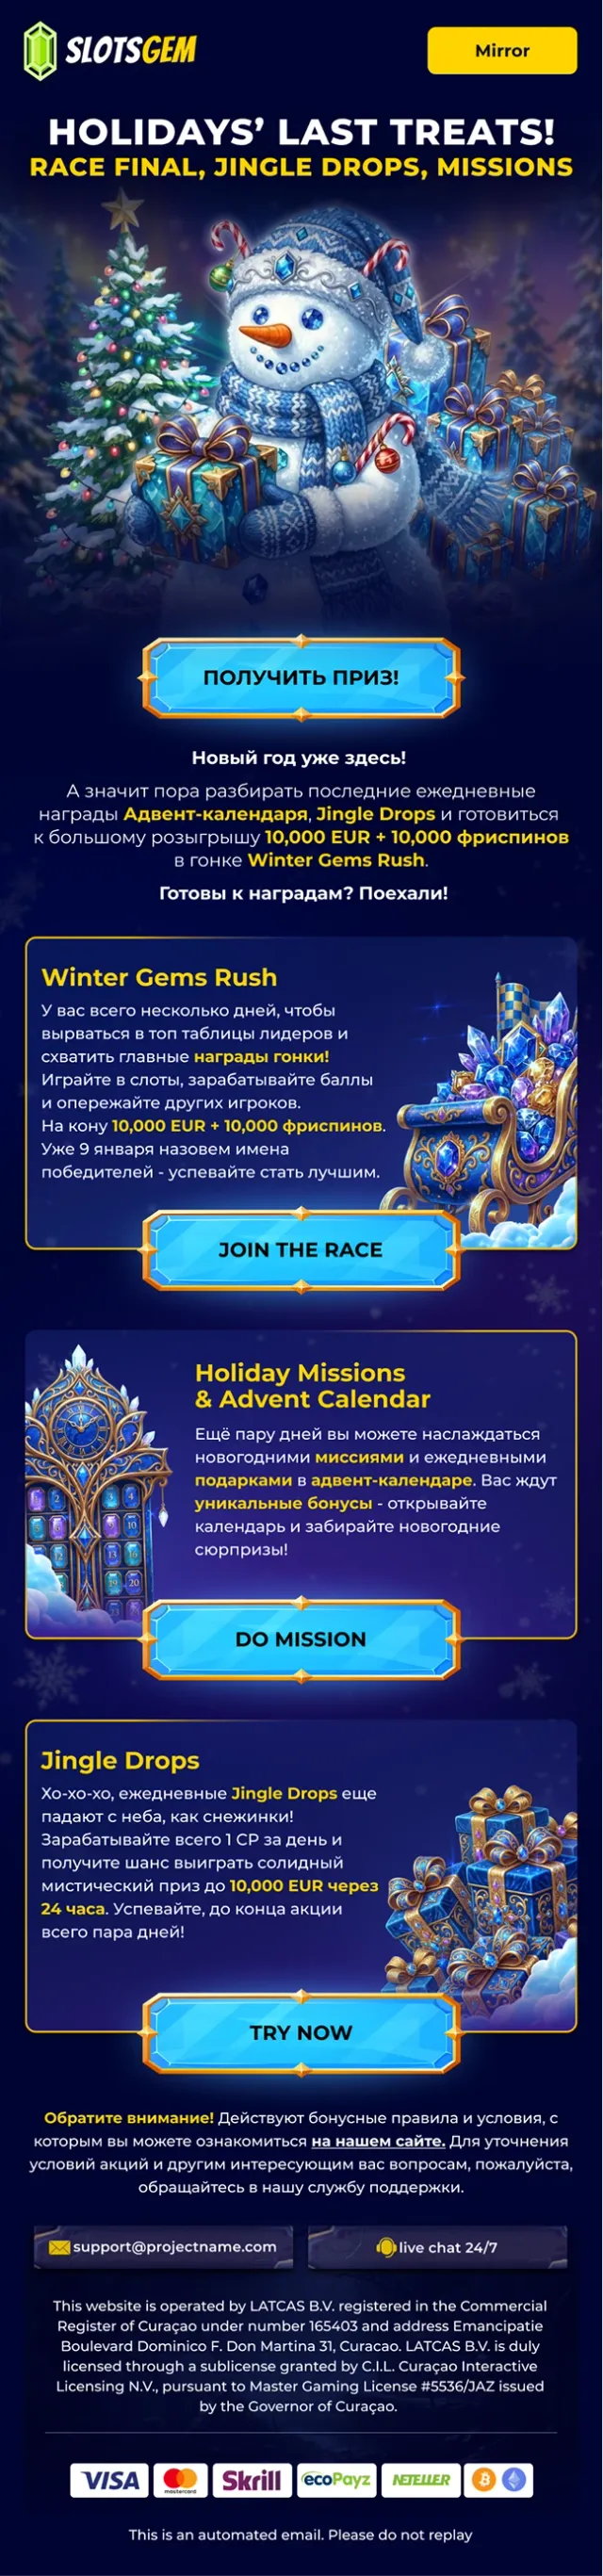 SLOTSGEM
Mirror
HOLIDAYS' LAST TREATS!
RACE FINAL, JINGLE DROPS, MISSIONS
ПОЛУЧИТЬ ПРИЗ!
Новый год уже здесь!
А значит пора разбирать последние ежедневные
награды Адвент-календаря, Jingle Drops и готовиться
к большому розыгрышу 10,000 EUR + 10,000 фриспинов
в гонке Winter Gems Rush.
Готовы к наградам? Поехали!
Winter Gems Rush
У вас всего несколько дней, чтобы
вырваться в топ таблицы лидеров и
схватить главные награды гонки!
Играйте в слоты, зарабатывайте баллы
и опережайте других игроков.
На кону 10,000 EUR + 10,000 фриспинов.
Уже 9 января назовем имена
победителей - успевайте стать лучшим.
JOIN THE RACE
Holiday Missions
& Advent Calendar
Ещё пару дней вы можете наслаждаться
новогодними миссиями и ежедневными
подарками в адвент-календаре. Вас ждут
уникальные бонусы - открывайте
календарь и забирайте новогодние
сюрпризы!
DO MISSION
Jingle Drops
Хо-хо-хо, ежедневные Jingle Drops еще
падают с неба, как снежинки!
Зарабатывайте всего 1 CP за день и
получите шанс выиграть солидный
мистический приз до 10,000 EUR через
24 часа. Успевайте, до конца акции
всего пара дней!
TRY NOW
Обратите внимание! Действуют бонусные правила и условия, с
которым вы можете ознакомиться на нашем сайте. Для уточнения
условий акций и другим интересующим вас вопросам, пожалуйста,
обращайтесь в нашу службу поддержки.
support@projectname.com
live chat 24/7
This website is operated by LATCAS B.V. registered in the Commercial
Register of Curaçao under number 165403 and address Emancipatie
Boulevard Dominico F. Don Martina 31, Curacao. LATCAS B.V. is duly
licensed through a sublicense granted by C.I.L. Curaçao Interactive
Licensing N.V., pursuant to Master Gaming License #5536/JAZ issued
by the Governor of Curaçao.
VISA mastercard Skrill ecoPayz NETELLER
This is an automated email. Please do not replay